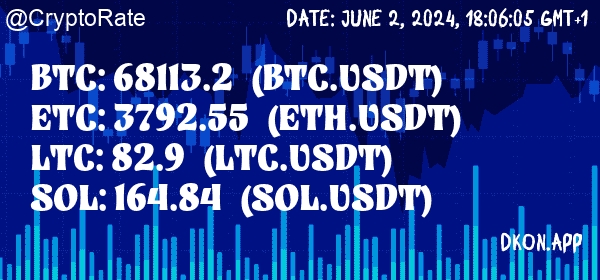 @CryptoRate
DATE: JUNE 2, 2024, 18:06:05 GMT+1
BTC: 68113.2 (BTC.USDT)
ETC: 3792.55 (ETH.USDT)
LTC: 82.9 (LTC.USDT)
SOL: 164.84 (SOL.USDT)
DKON.APP